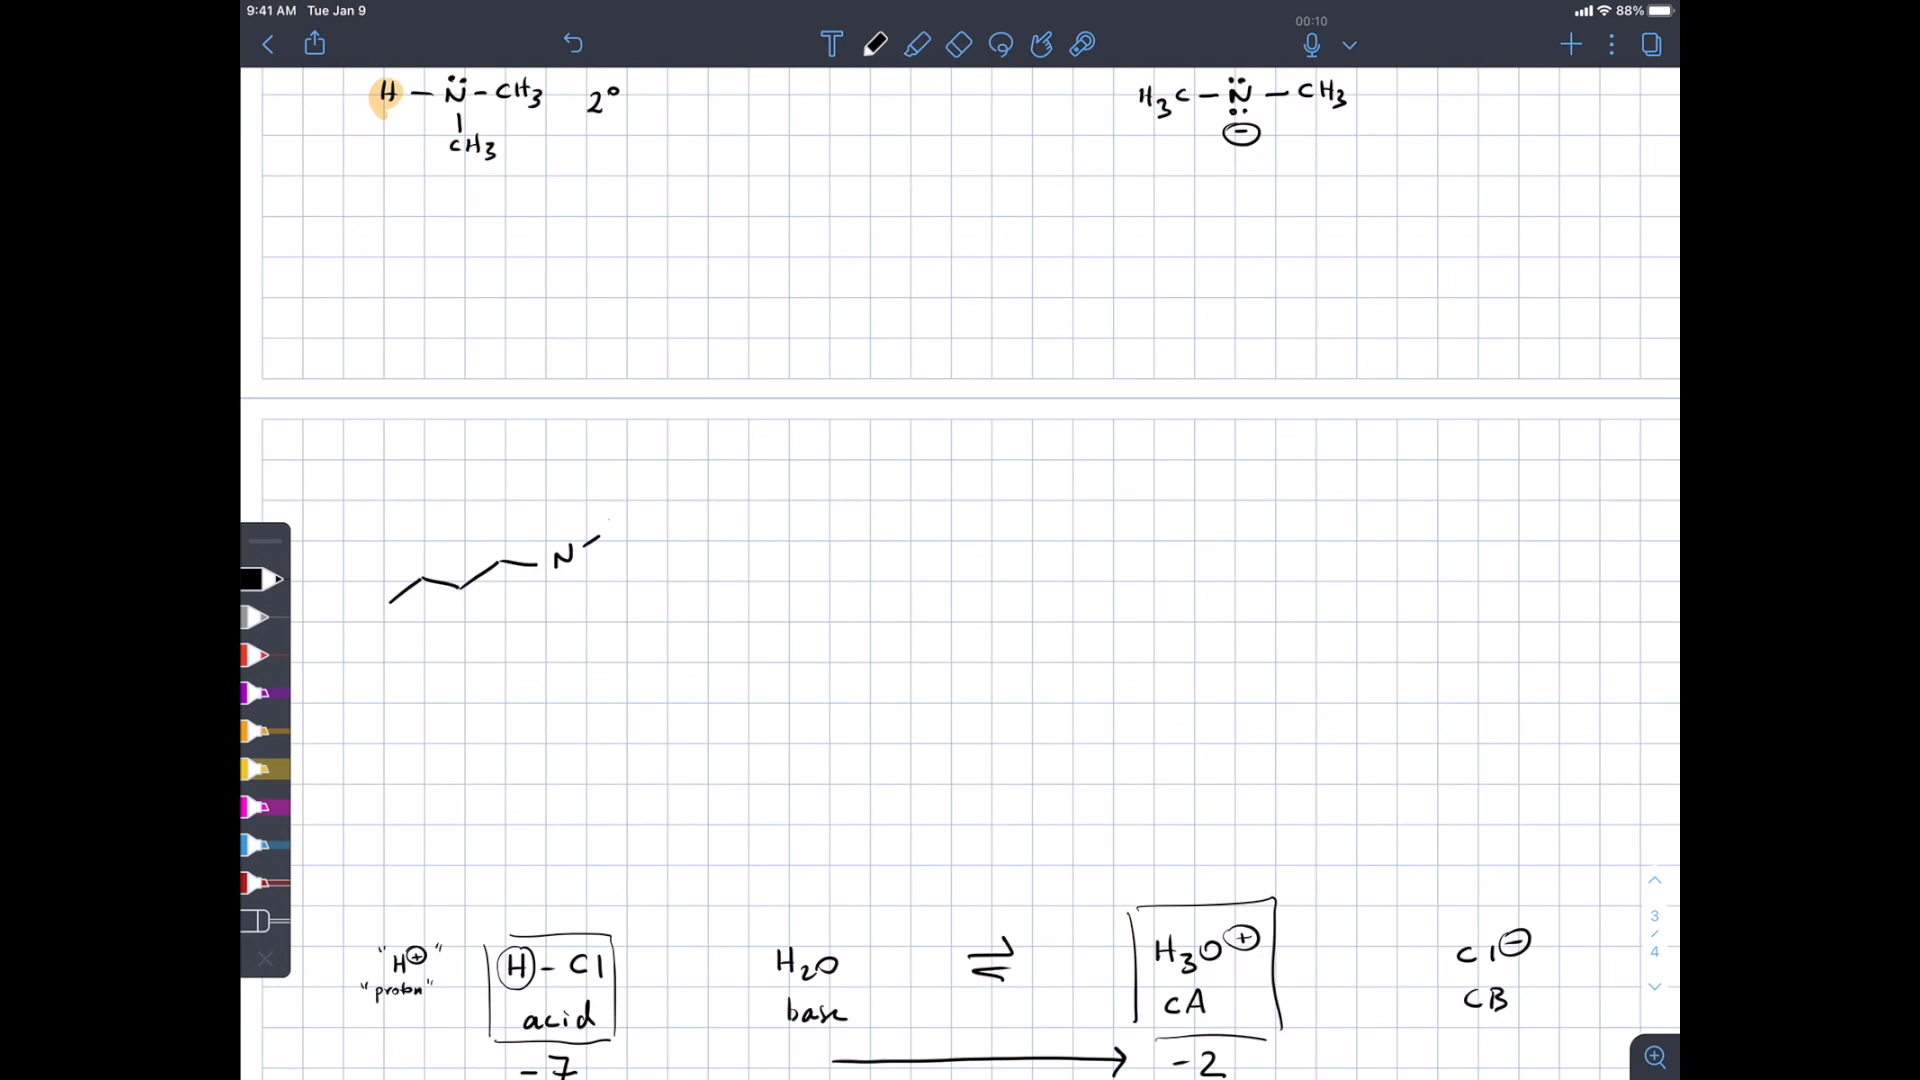 9:41 AM Tue Jan 9
88%
00:10
H — N̈ – CH3 2°
CH3
H3C — N — CH3
⊖
N
3
/
4
"H⊕"
"proton"
H – Cl
acid
-7
H2O
base
⇌
H3O⊕
CA
-2
Cl⊖
CB